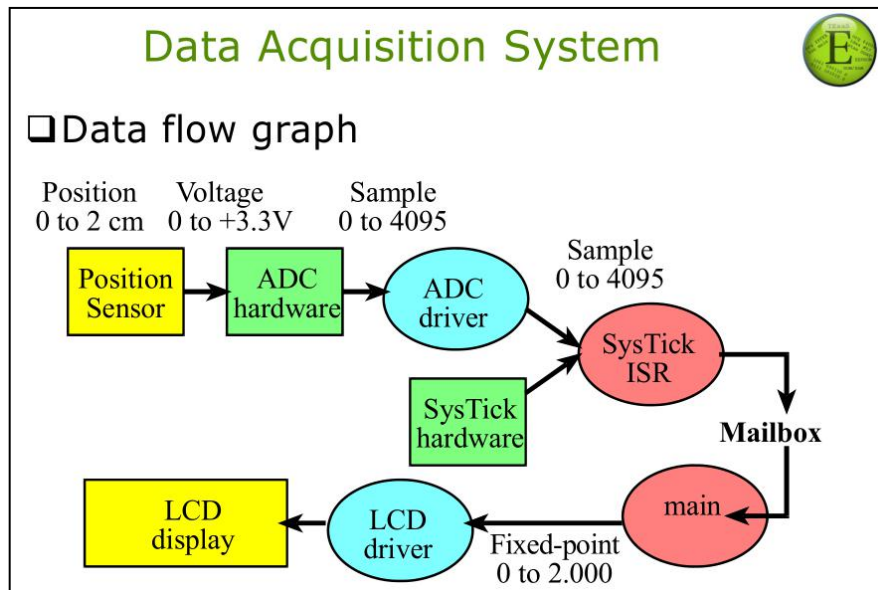 Data Acquisition System
E
❑Data flow graph
Position
0 to 2 cm
Voltage
0 to +3.3V
Sample
0 to 4095
Sample
0 to 4095
Position
Sensor
ADC
hardware
ADC
driver
SysTick
ISR
SysTick
hardware
Mailbox
LCD
display
LCD
driver
Fixed-point
0 to 2.000
main